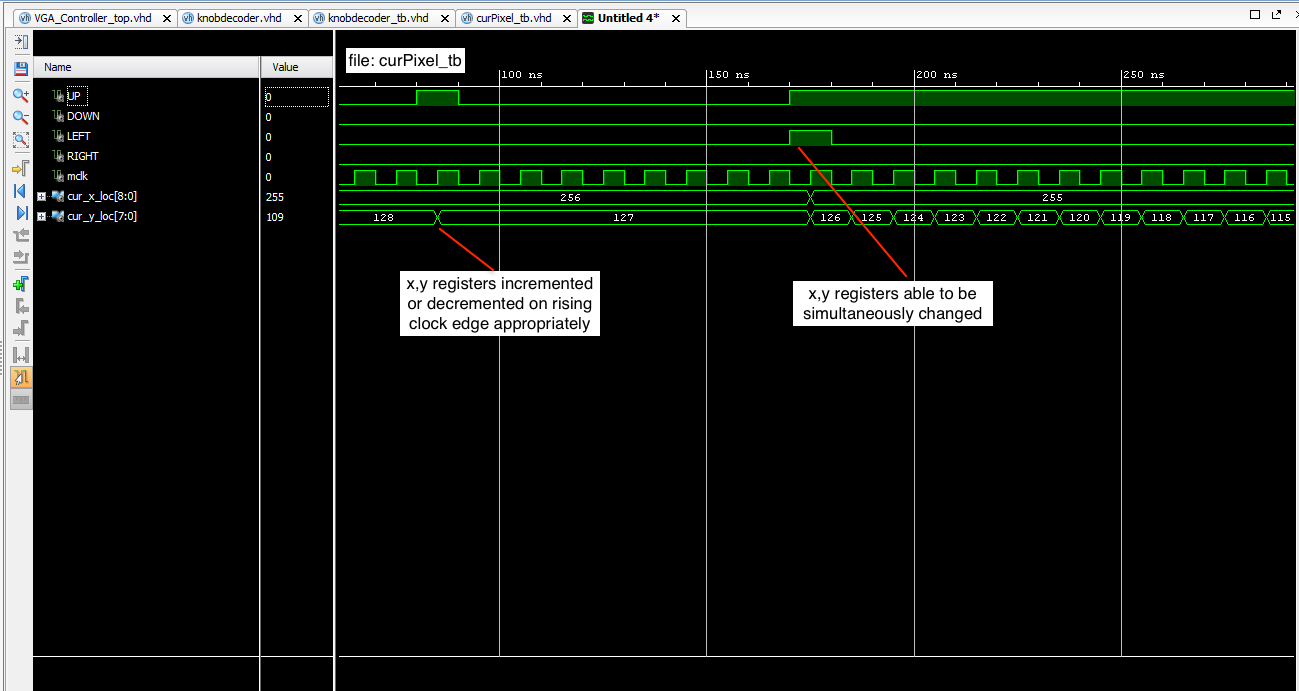 VGA_Controller_top.vhd knobdecoder.vhd knobdecoder_tb.vhd curPixel_tb.vhd Untitled 4*
Name Value
file: curPixel_tb
100 ns 150 ns 200 ns 250 ns
UP 0
DOWN 0
LEFT 0
RIGHT 0
mclk 0
cur_x_loc[8:0] 255 256 255
cur_y_loc[7:0] 109 128 127 126 125 124 123 122 121 120 119 118 117 116 115
x,y registers incremented
or decremented on rising
clock edge appropriately
x,y registers able to be
simultaneously changed